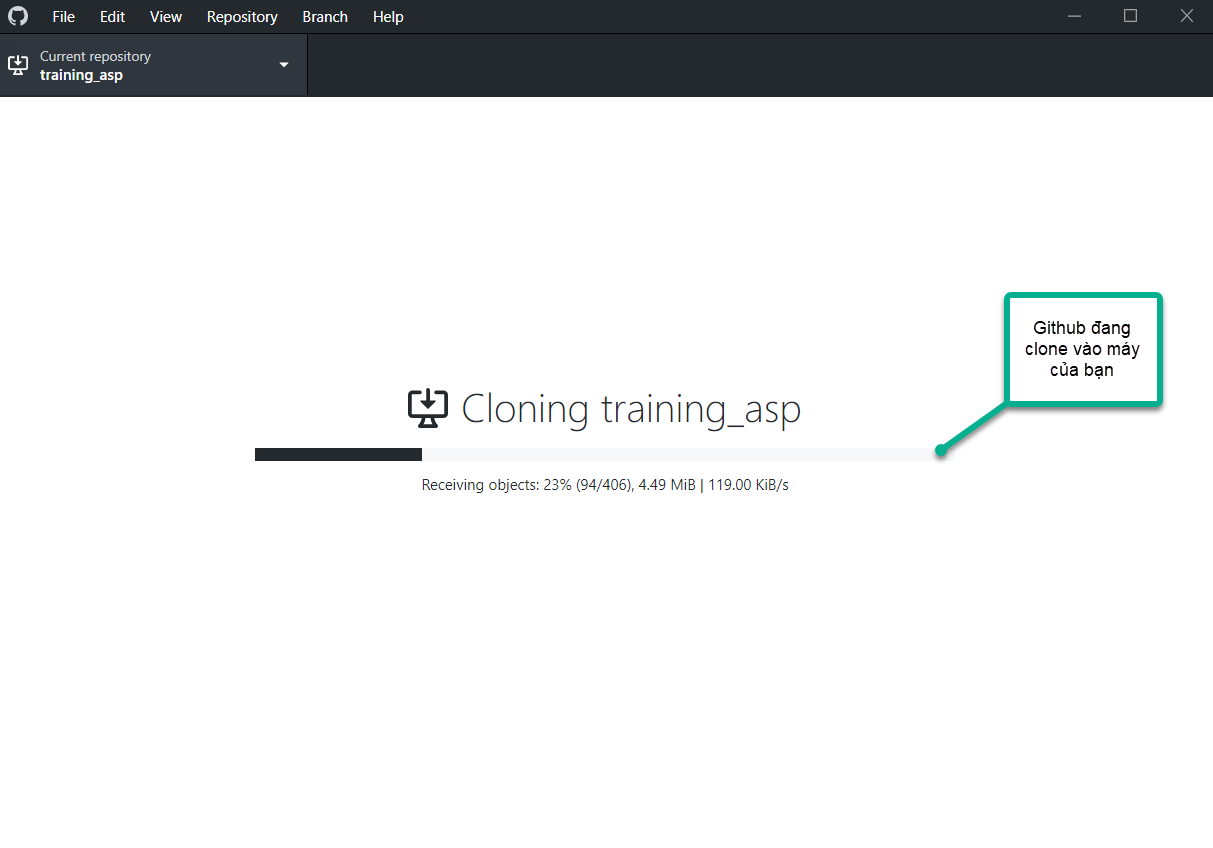 File Edit View Repository Branch Help
Current repository
training_asp
Github đang
clone vào máy
của bạn
Cloning training_asp
Receiving objects: 23% (94/406), 4.49 MiB | 119.00 KiB/s